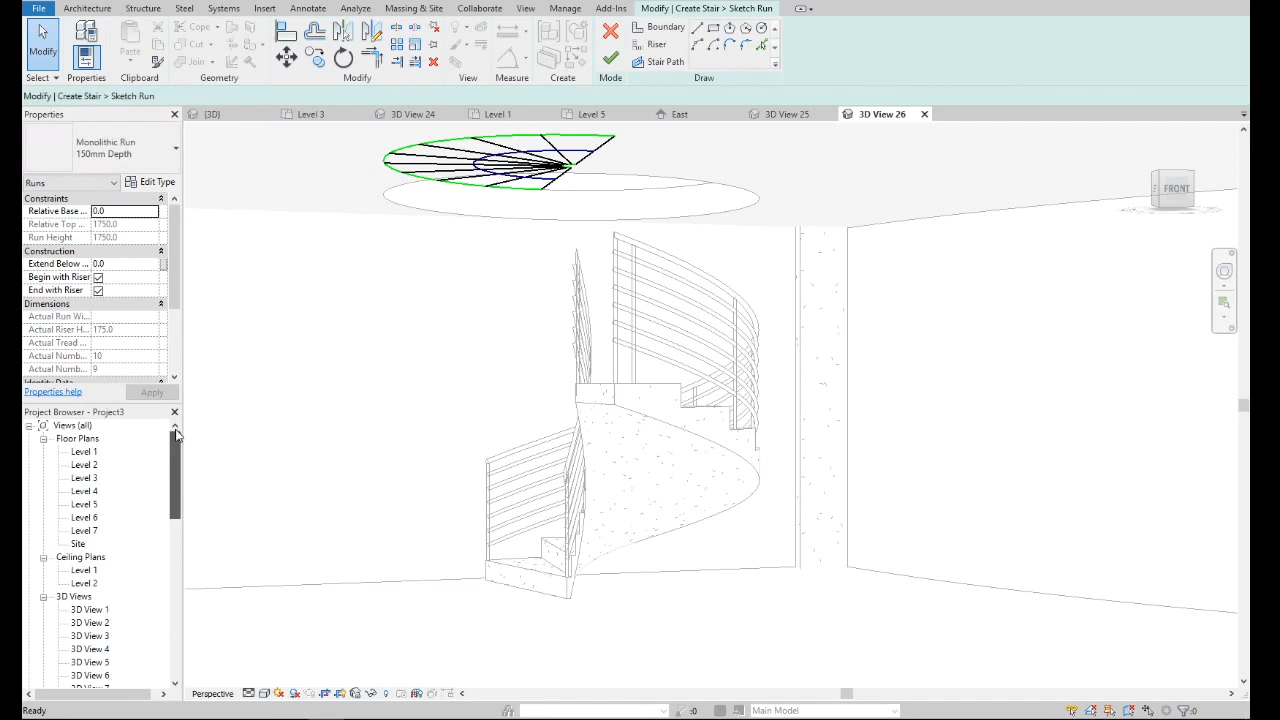 File Architecture Structure Steel Systems Insert Annotate Analyze Massing & Site Collaborate View Manage Add-Ins Modify | Create Stair > Sketch Run
Modify Paste Cope Cut Join Boundary Riser Stair Path
Select Properties Clipboard Geometry Modify View Measure Create Mode Draw
Modify | Create Stair > Sketch Run
Properties {3D} Level 3 3D View 24 Level 1 Level 5 East 3D View 25 3D View 26
Monolithic Run
150mm Depth
Runs Edit Type
Constraints
Relative Base ... 0.0
Relative Top ... 1750.0
Run Height 1750.0
Construction
Extend Below ... 0.0
Begin with Riser
End with Riser
Dimensions
Actual Run Wi...
Actual Riser H... 175.0
Actual Tread ...
Actual Numb... 10
Actual Numb... 9
Identity Data
Properties help Apply
Project Browser - Project3
Views (all)
Floor Plans
Level 1
Level 2
Level 3
Level 4
Level 5
Level 6
Level 7
Site
Ceiling Plans
Level 1
Level 2
3D Views
3D View 1
3D View 2
3D View 3
3D View 4
3D View 5
3D View 6
FRONT
Perspective
Ready :0 Main Model :0